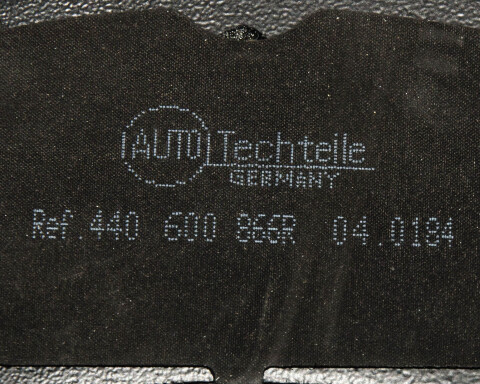 AUTO Techteile
GERMANY
Ref.440 600 866R 04.0184